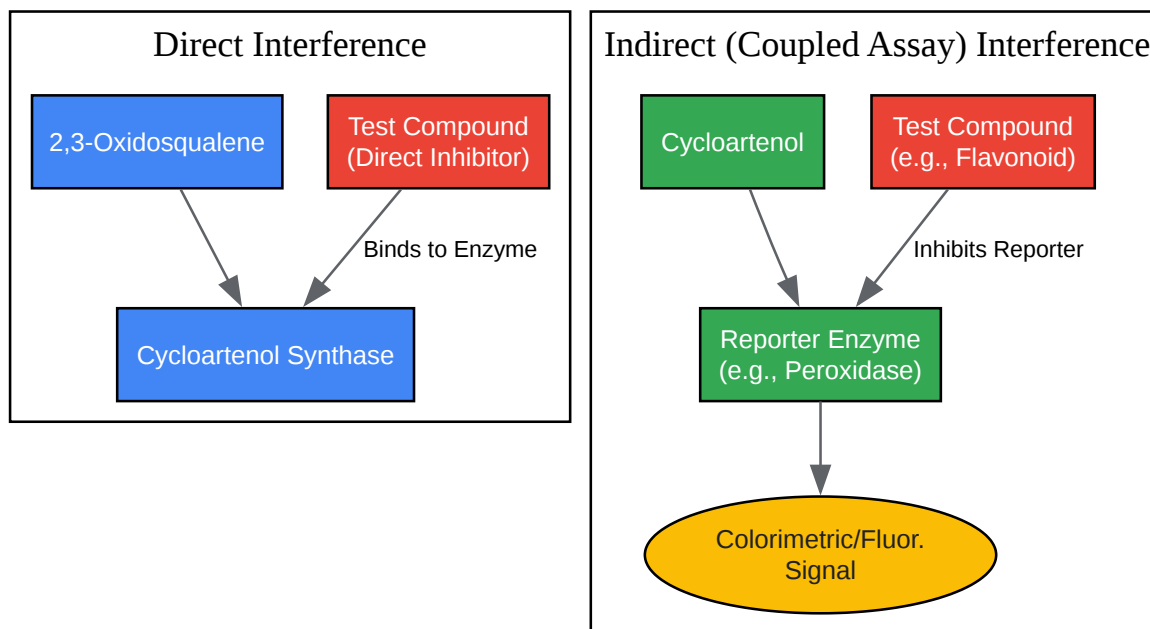 Direct Interference
2,3-Oxidosqualene
Test Compound
(Direct Inhibitor)
Binds to Enzyme
Cycloartenol Synthase
Indirect (Coupled Assay) Interference
Cycloartenol
Test Compound
(e.g., Flavonoid)
Inhibits Reporter
Reporter Enzyme
(e.g., Peroxidase)
Colorimetric/Fluor.
Signal